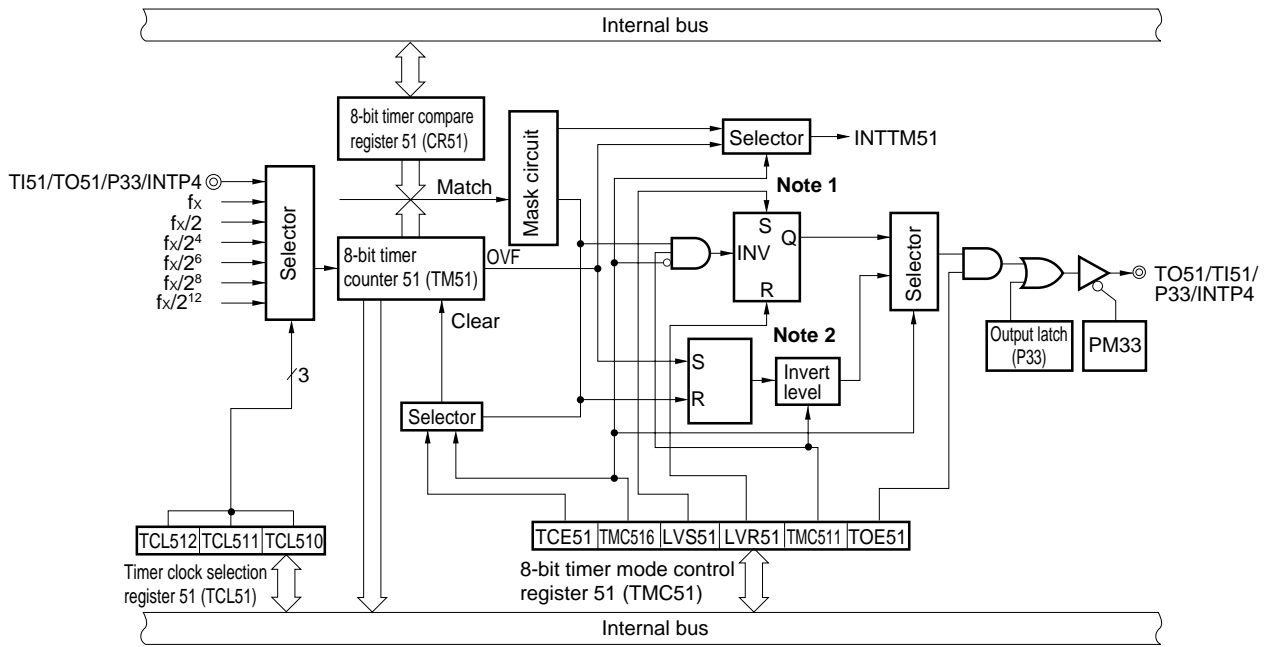 Internal bus
8-bit timer compare
register 51 (CR51)
Mask circuit
Selector
INTTM51
TI51/TO51/P33/INTP4
fX
fX/2
fX/2⁴
fX/2⁶
fX/2⁸
fX/2¹²
Selector
Match
Note 1
S
INV
Q
R
8-bit timer
counter 51 (TM51)
OVF
Clear
Selector
TO51/TI51/
P33/INTP4
Output latch
(P33)
PM33
Note 2
S
R
Invert
level
3
Selector
TCL512
TCL511
TCL510
Timer clock selection
register 51 (TCL51)
TCE51
TMC516
LVS51
LVR51
TMC511
TOE51
8-bit timer mode control
register 51 (TMC51)
Internal bus